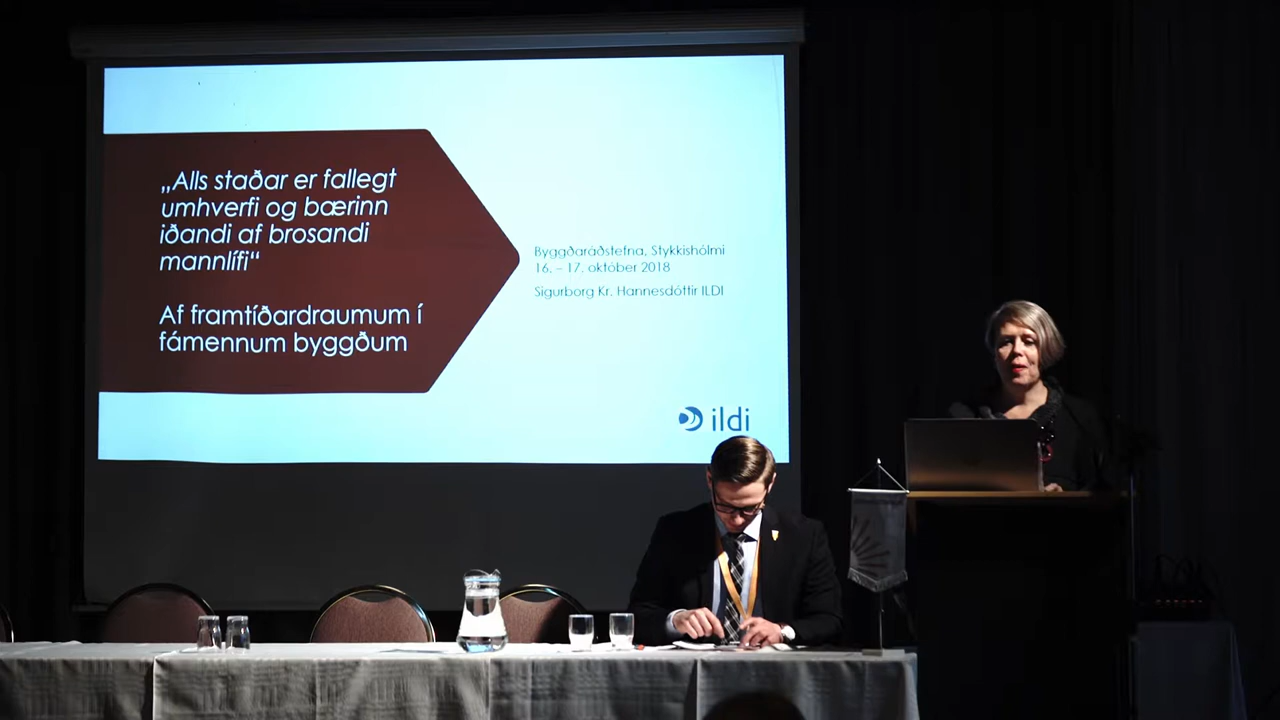 „Alls staðar er fallegt
umhverfi og bærinn
iðandi af brosandi
mannlífi“
Af framtíðardraumum í
fámennum byggðum
Byggðaráðstefna, Stykkishólmi
16. – 17. október 2018
Sigurborg Kr. Hannesdóttir ILDI
ildi